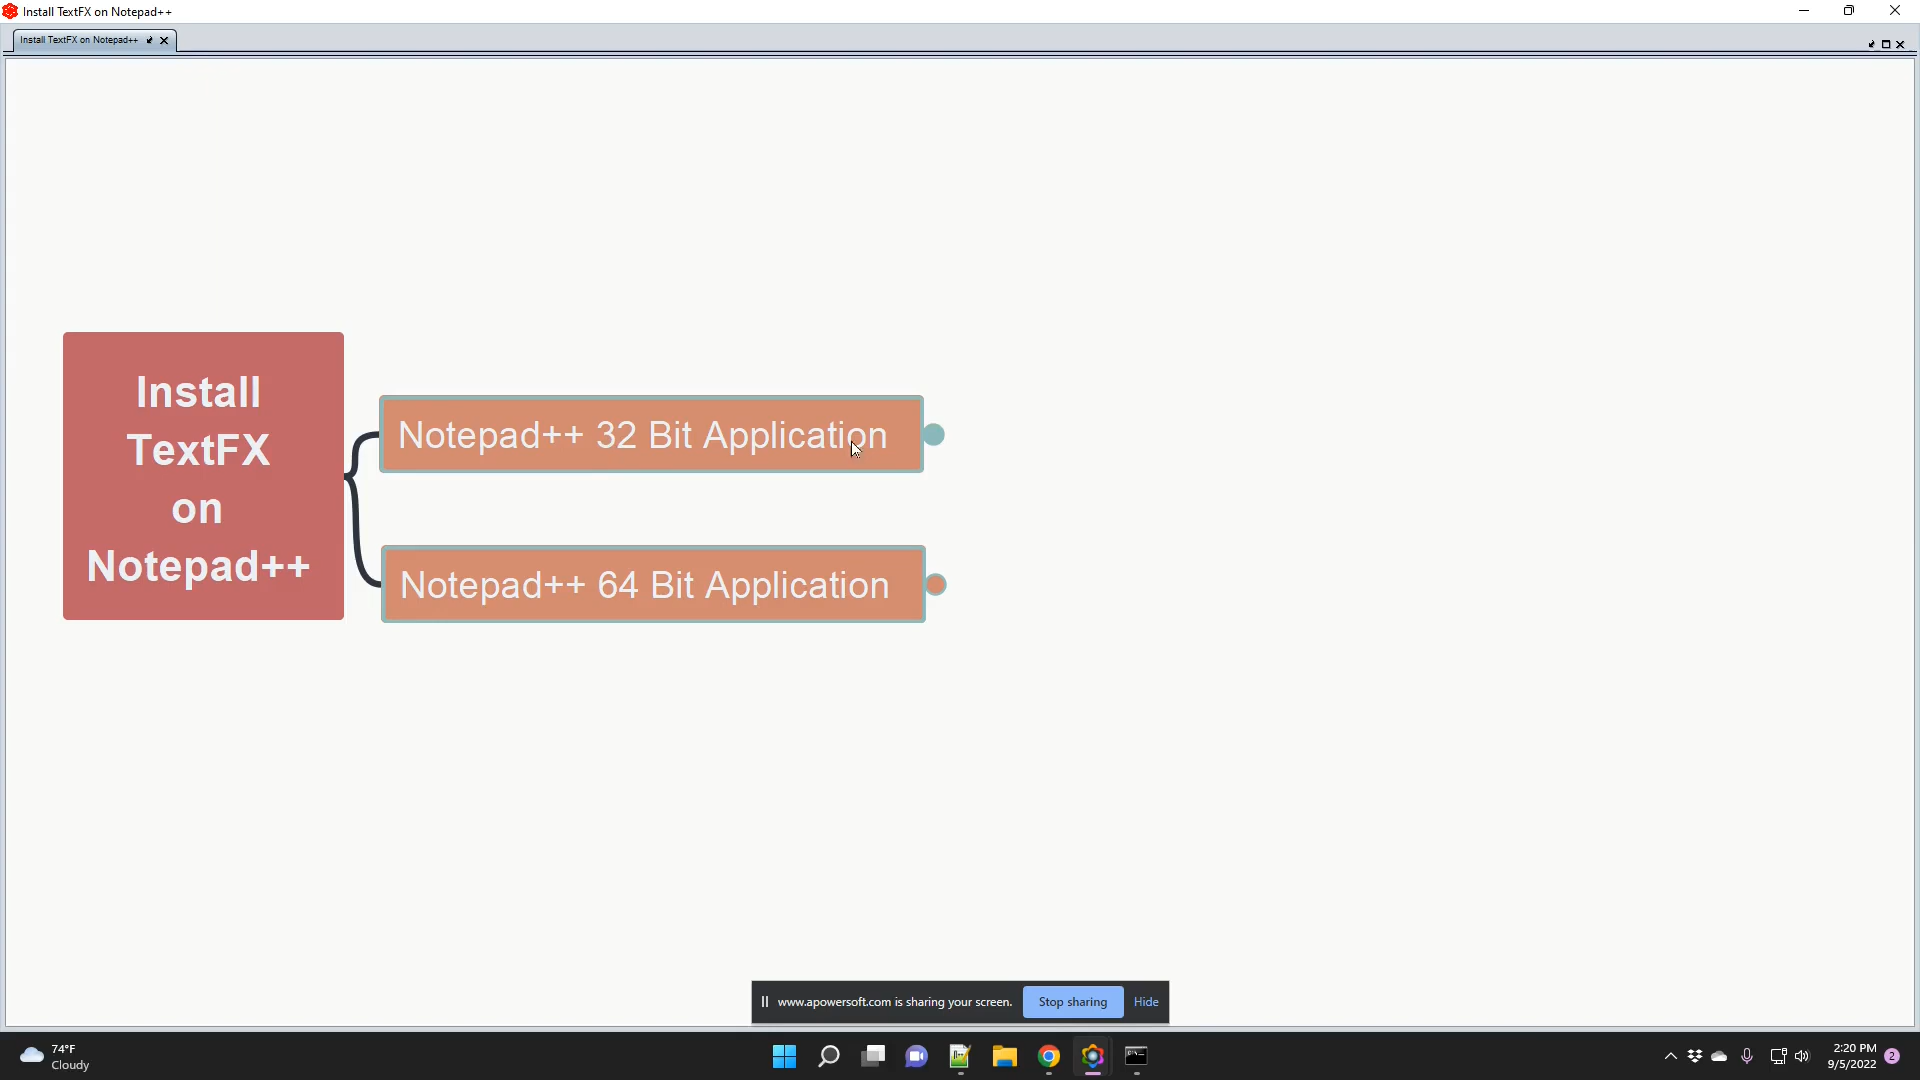 Install TextFX on Notepad++
Install TextFX on Notepad++
Install
TextFX
on
Notepad++
Notepad++ 32 Bit Application
Notepad++ 64 Bit Application
www.apowersoft.com is sharing your screen.
Stop sharing
Hide
74°F
Cloudy
2:20 PM
9/5/2022
2